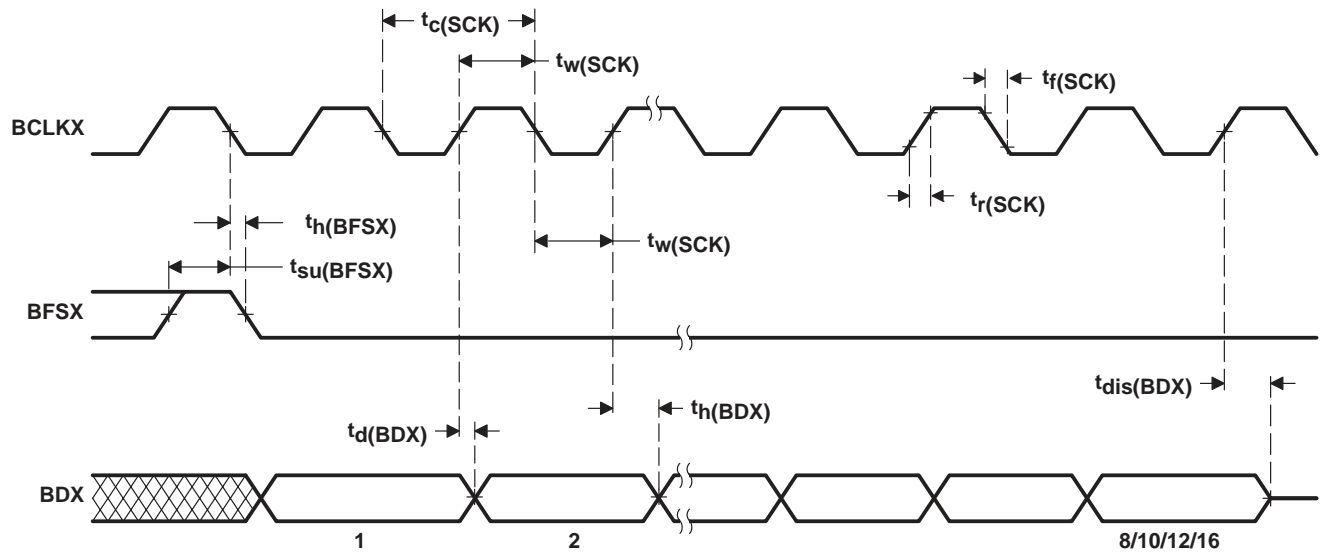 tc(SCK)
tw(SCK)
tf(SCK)
BCLKX
tr(SCK)
th(BFSX)
tw(SCK)
tsu(BFSX)
BFSX
tdis(BDX)
th(BDX)
td(BDX)
BDX
1 2 8/10/12/16